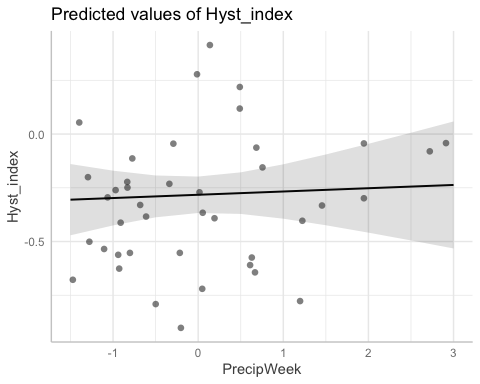 Predicted values of Hyst_index
Hyst_index
0.0
-0.5
-1
0
1
2
3
PrecipWeek